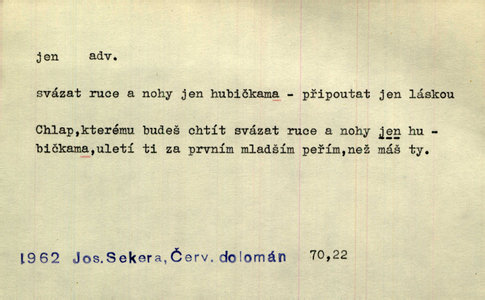 jen adv.
svázat ruce a nohy jen hubičkama - připoutat jen láskou
Chlap,kterému budeš chtít svázat ruce a nohy jen hu-
bičkama,uletí ti za prvním mladším peřím,než máš ty.
1962 Jos.Sekera,Červ.dolomán 70,22